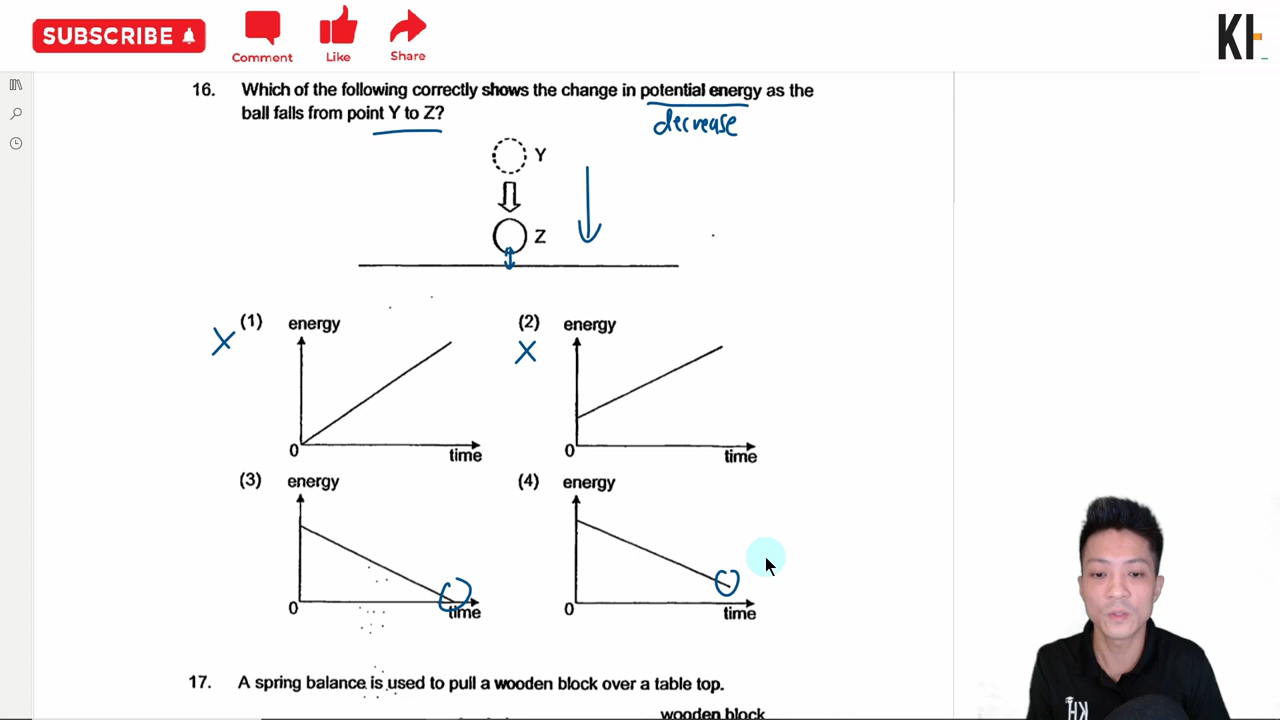 SUBSCRIBE
Comment
Like
Share
KH
16. Which of the following correctly shows the change in potential energy as the
ball falls from point Y to Z?
decrease
Y
Z
X (1) energy
(2) energy
X
0
time
0
time
(3) energy
(4) energy
0
time
0
time
17. A spring balance is used to pull a wooden block over a table top.
wooden block
KH